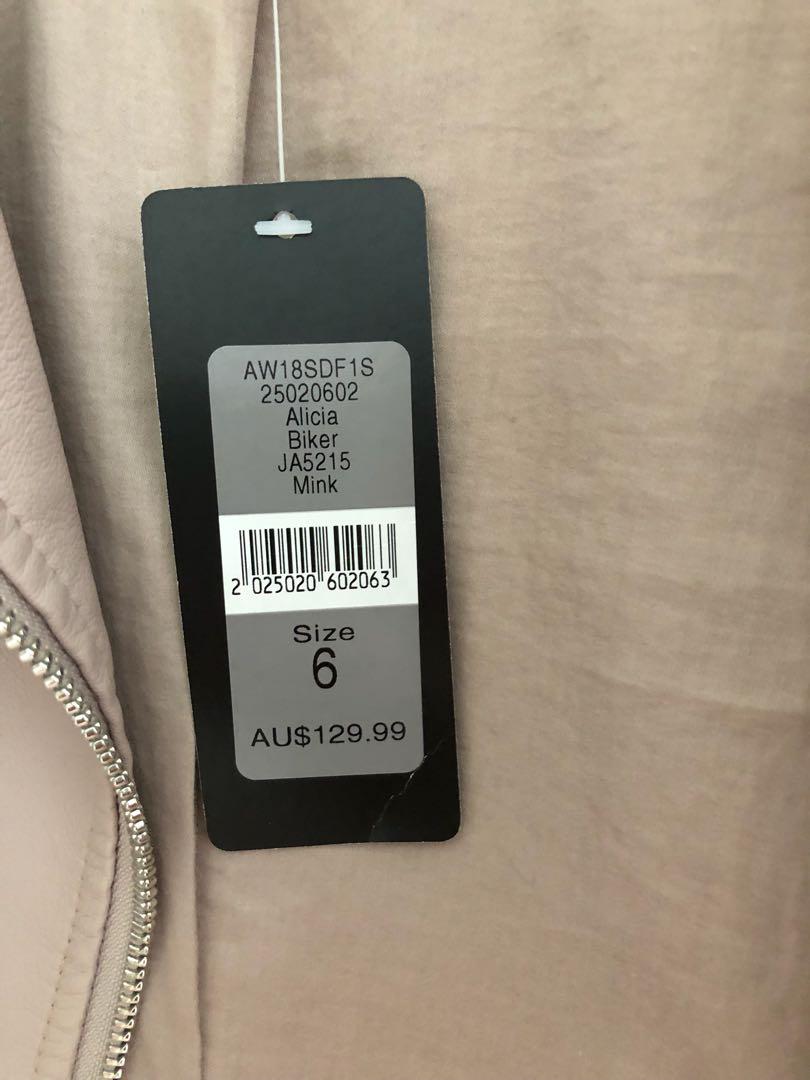 AW18SDF1S
25020602
Alicia
Biker
JA5215
Mink
2 025020 602063
Size
6
AU$129.99